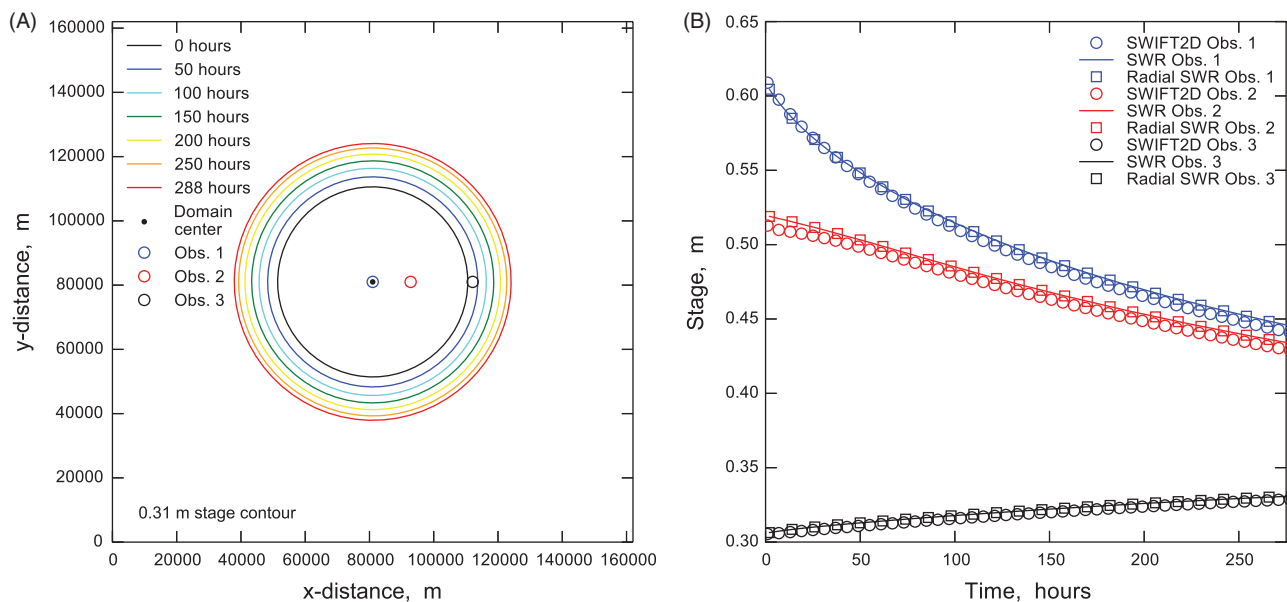 (A)
160000
140000
120000
100000
80000
60000
40000
20000
0
y-distance, m
0 hours
50 hours
100 hours
150 hours
200 hours
250 hours
288 hours
Domain
center
Obs. 1
Obs. 2
Obs. 3
0.31 m stage contour
0 20000 40000 60000 80000 100000 120000 140000 160000
x-distance, m
(B)
0.65
0.60
0.55
0.50
0.45
0.40
0.35
0.30
Stage, m
SWIFT2D Obs. 1
SWR Obs. 1
Radial SWR Obs. 1
SWIFT2D Obs. 2
SWR Obs. 2
Radial SWR Obs. 2
SWIFT2D Obs. 3
SWR Obs. 3
Radial SWR Obs. 3
0 50 100 150 200 250
Time, hours